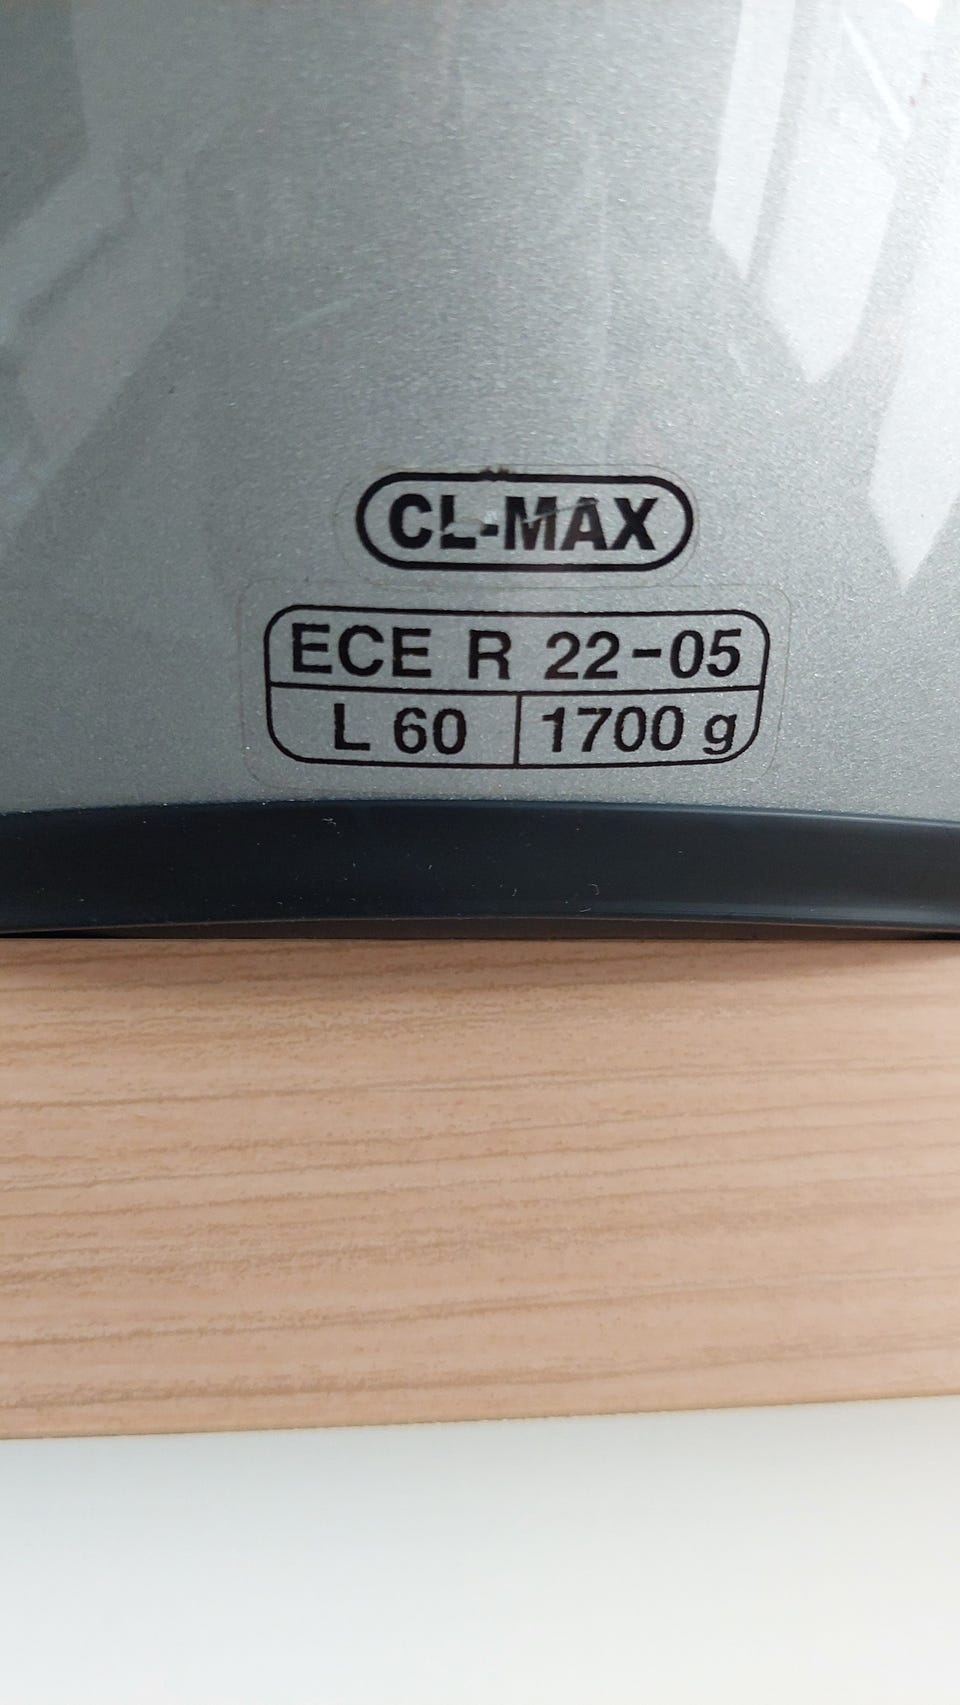 CL-MAX
ECE R 22-05
L 60 1700 g